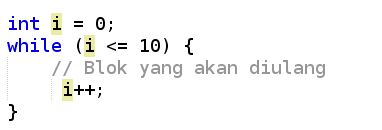 int i = 0;
while (i <= 10) {
// Blok yang akan diulang
i++;
}